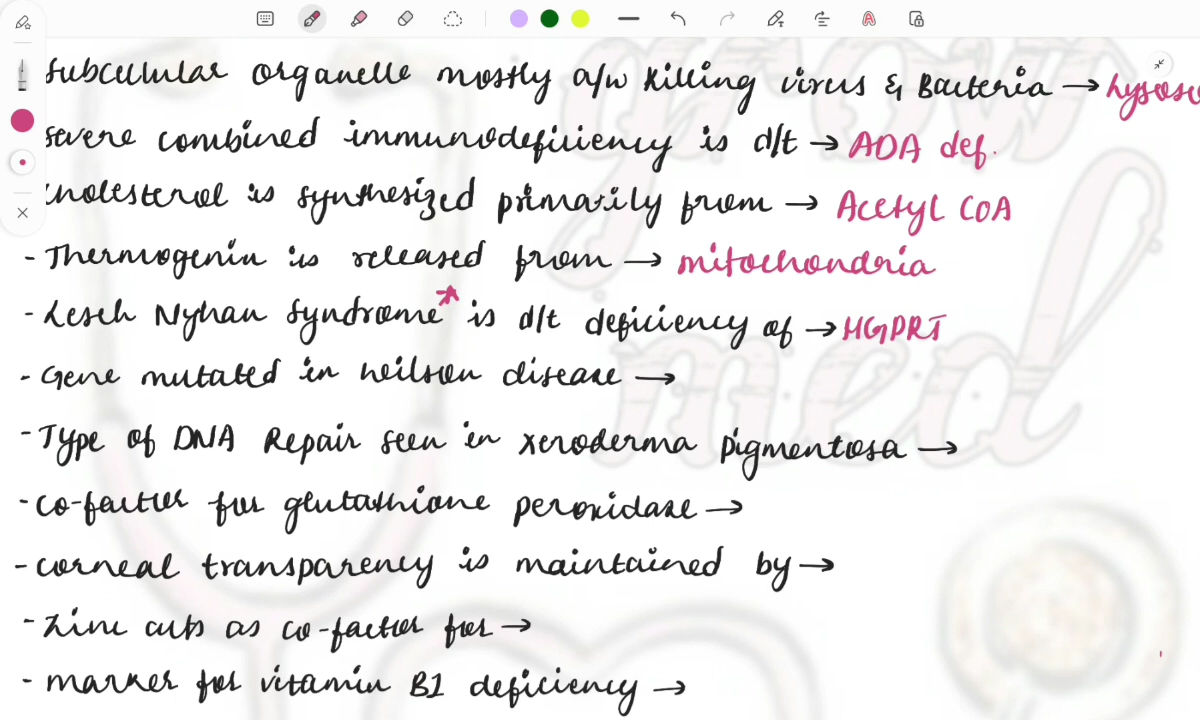 Subcellular organelle mostly a/w killing virus & Bacteria → Lysoso
Severe combined immunodeficiency is d/t → ADA def.
Cholesterol is synthesized primarily from → Acetyl CoA
- Thermogenin is released from → mitochondria
- Lesch Nyhan Syndrome* is d/t deficiency of → HGPRT
- Gene mutated in Weilson disease →
- Type of DNA Repair seen in xeroderma pigmentosa →
- Co-factor for glutathione peroxidase →
- corneal transparency is maintained by →
- Zinc acts as co-factor for →
- marker for vitamin B1 deficiency →
grow
med